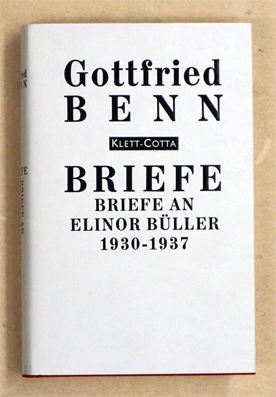 Gottfried
BENN
KLETT-COTTA
BRIEFE
BRIEFE AN
ELINOR BÜLLER
1930-1937